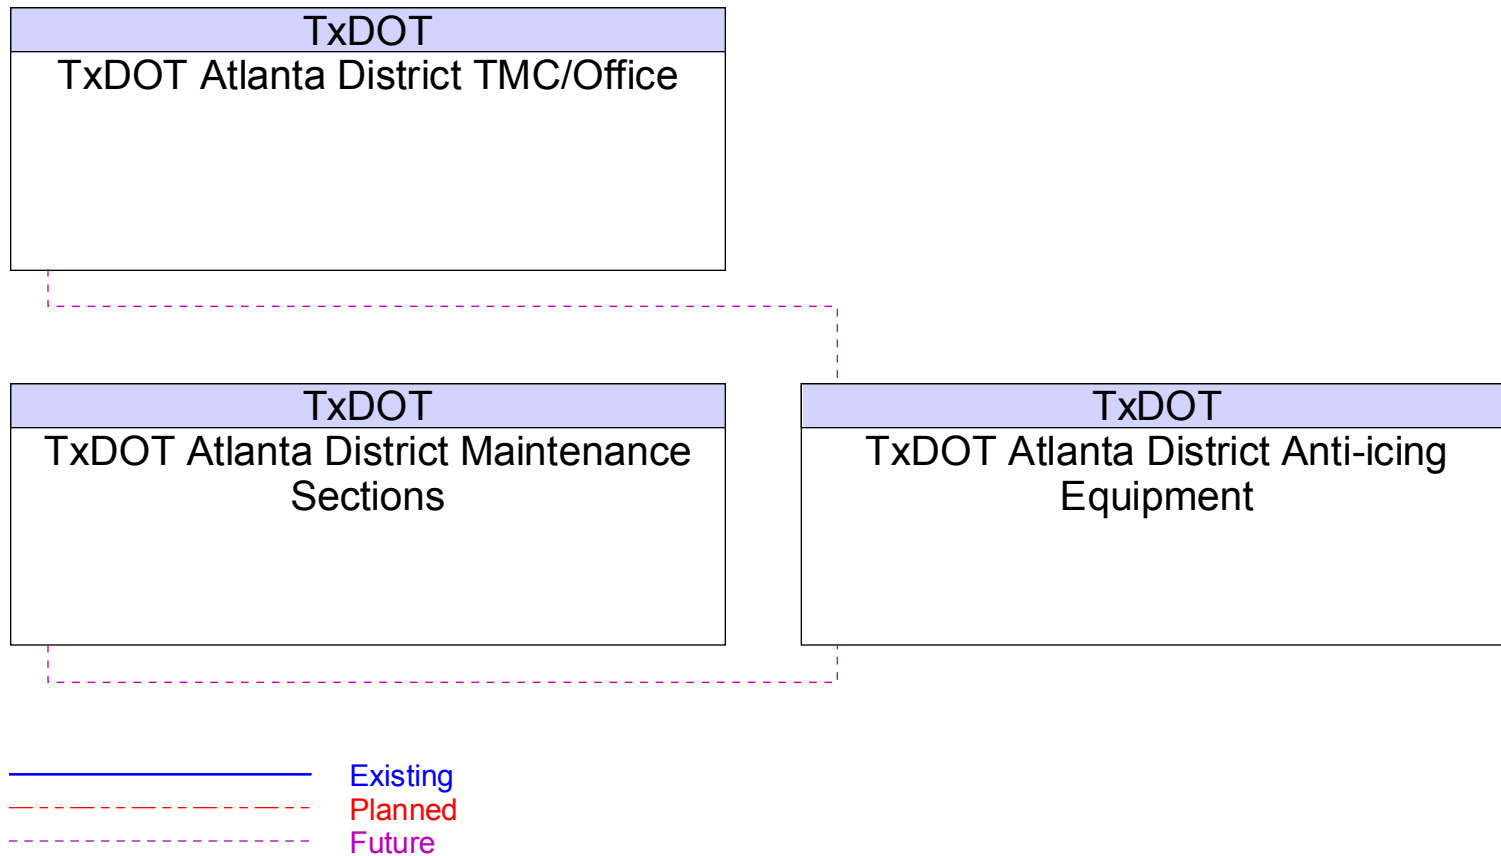 TxDOT
TxDOT Atlanta District TMC/Office
TxDOT
TxDOT Atlanta District Maintenance
Sections
TxDOT
TxDOT Atlanta District Anti-icing
Equipment
Existing
Planned
Future